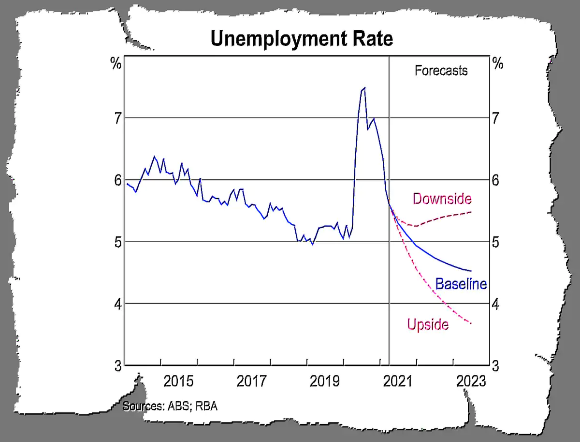 Unemployment Rate
% %
Forecasts
7 7
6 6
Downside
5 5
Baseline
4 4
Upside
3 3
2015 2017 2019 2021 2023
Sources: ABS; RBA